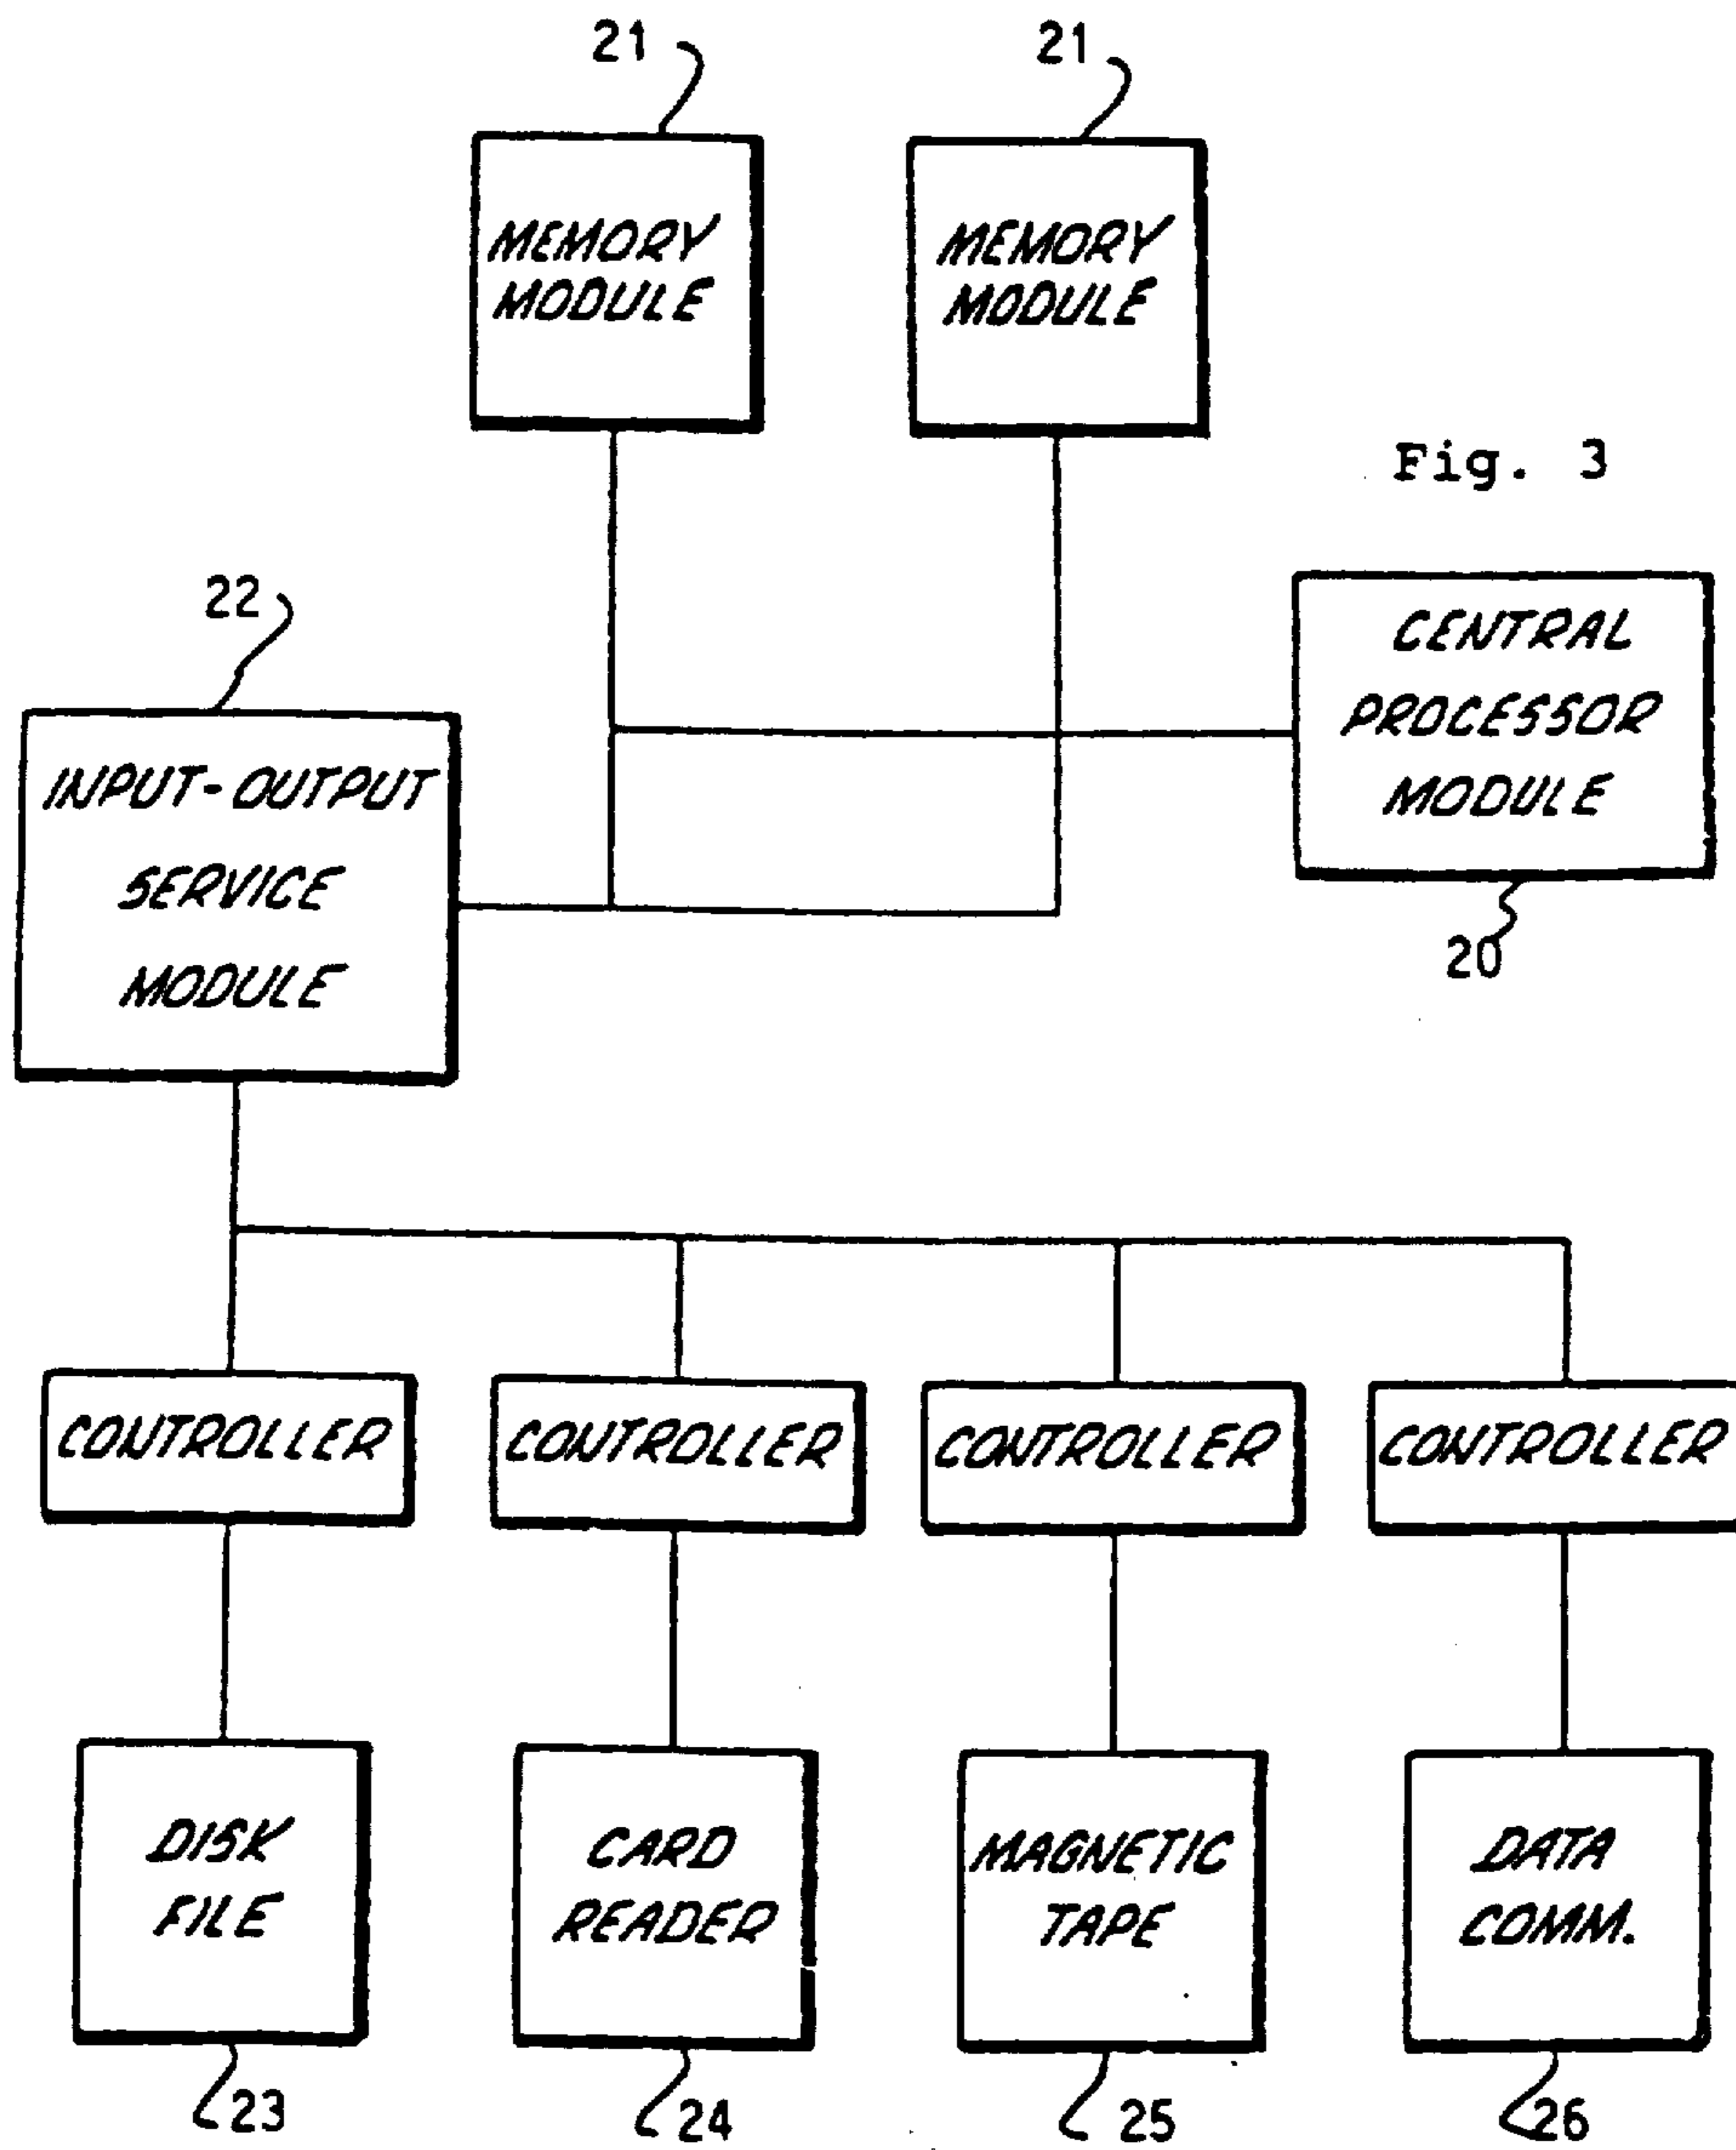 21
21
MEMORY
MODULE
MEMORY
MODULE
Fig. 3
22
CENTRAL
PROCESSOR
MODULE
20
INPUT-OUTPUT
SERVICE
MODULE
CONTROLLER
CONTROLLER
CONTROLLER
CONTROLLER
DISK
FILE
CARD
READER
MAGNETIC
TAPE
DATA
COMM.
23
24
25
26